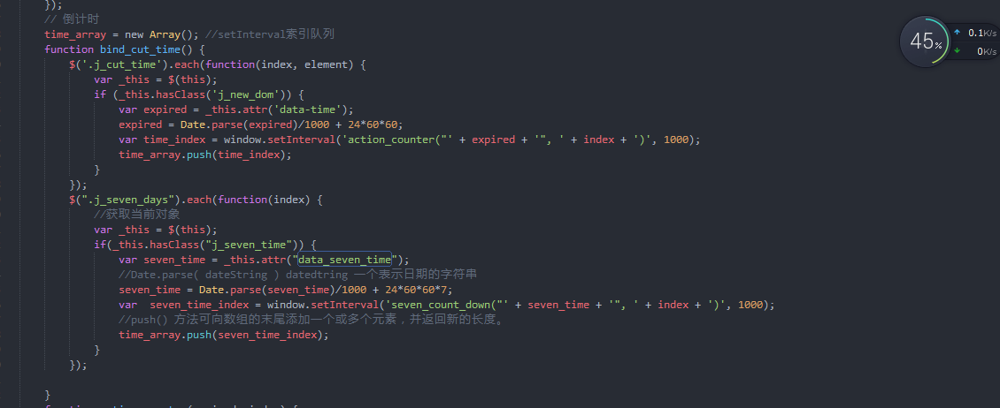 });
// 倒计时
time_array = new Array(); //setInterval索引队列
function bind_cut_time() {
$('.j_cut_time').each(function(index, element) {
var _this = $(this);
if (_this.hasClass('j_new_dom')) {
var expired = _this.attr('data-time');
expired = Date.parse(expired)/1000 + 24*60*60;
var time_index = window.setInterval('action_counter("' + expired + '", ' + index + ')', 1000);
time_array.push(time_index);
}
});
$(".j_seven_days").each(function(index) {
//获取当前对象
var _this = $(this);
if(_this.hasClass("j_seven_time")) {
var seven_time = _this.attr("data_seven_time");
//Date.parse( dateString ) datedtring 一个表示日期的字符串
seven_time = Date.parse(seven_time)/1000 + 24*60*60*7;
var  seven_time_index = window.setInterval('seven_count_down("' + seven_time + '", ' + index + ')', 1000);
//push() 方法可向数组的末尾添加一个或多个元素，并返回新的长度。
time_array.push(seven_time_index);
}
});
}
45%
0.1K/s
0K/s